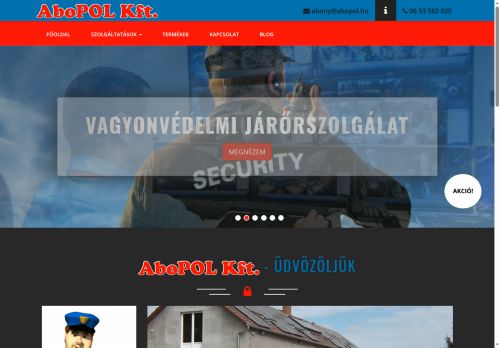 AboPOL Kft.
abony@abopol.hu
06 53 562 025
FŐOLDAL SZOLGÁLTATÁSOK TERMÉKEK KAPCSOLAT BLOG
VAGYONVÉDELMI JÁRŐRSZOLGÁLAT
MEGNÉZEM
SECURITY
AKCIÓ!
AboPOL Kft. - ÜDVÖZÖLJÜK